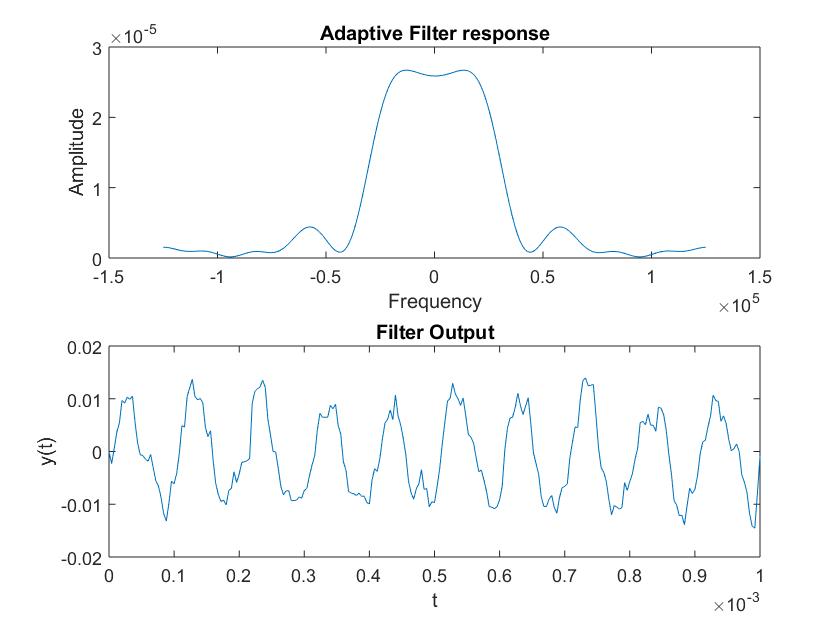 Adaptive Filter response
×10⁻⁵
3
2
1
0
Amplitude
-1.5 -1 -0.5 0 0.5 1 1.5
Frequency
×10⁵
Filter Output
0.02
0.01
0
-0.01
-0.02
y(t)
0 0.1 0.2 0.3 0.4 0.5 0.6 0.7 0.8 0.9 1
t
×10⁻³